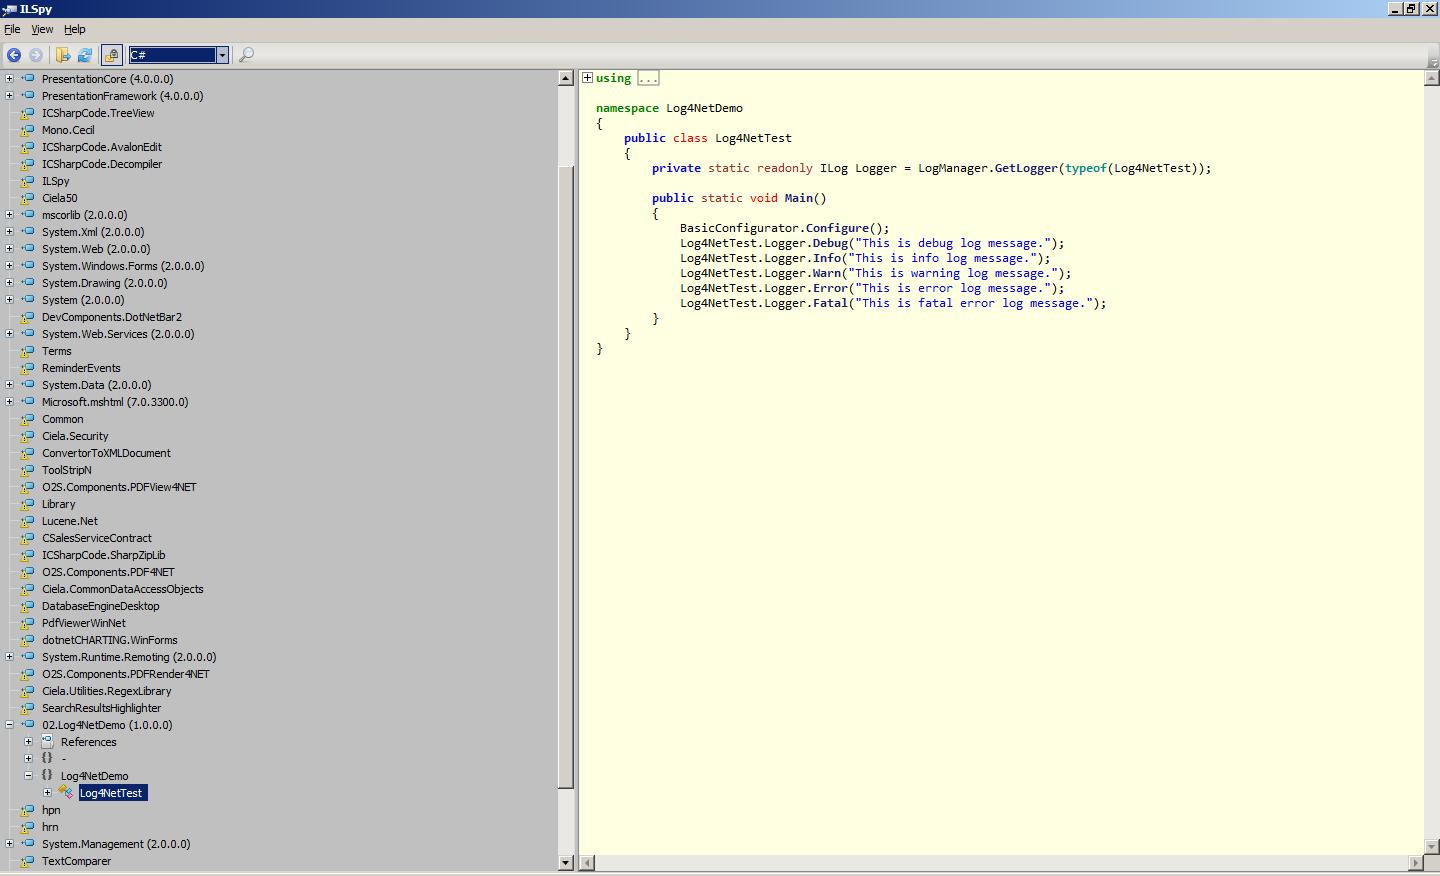 ILSpy
File View Help
C#
PresentationCore (4.0.0.0)
PresentationFramework (4.0.0.0)
ICSharpCode.TreeView
Mono.Cecil
ICSharpCode.AvalonEdit
ICSharpCode.Decompiler
ILSpy
Ciela50
mscorlib (2.0.0.0)
System.Xml (2.0.0.0)
System.Web (2.0.0.0)
System.Windows.Forms (2.0.0.0)
System.Drawing (2.0.0.0)
System (2.0.0.0)
DevComponents.DotNetBar2
System.Web.Services (2.0.0.0)
Terms
ReminderEvents
System.Data (2.0.0.0)
Microsoft.mshtml (7.0.3300.0)
Common
Ciela.Security
ConvertorToXMLDocument
ToolStripN
O2S.Components.PDFView4NET
Library
Lucene.Net
CSalesServiceContract
ICSharpCode.SharpZipLib
O2S.Components.PDF4NET
Ciela.CommonDataAccessObjects
DatabaseEngineDesktop
PdfViewerWinNet
dotnetCHARTING.WinForms
System.Runtime.Remoting (2.0.0.0)
O2S.Components.PDFRender4NET
Ciela.Utilities.RegexLibrary
SearchResultsHighlighter
02.Log4NetDemo (1.0.0.0)
References
{} -
{} Log4NetDemo
Log4NetTest
hpn
hrn
System.Management (2.0.0.0)
TextComparer
using ...
namespace Log4NetDemo
{
public class Log4NetTest
{
private static readonly ILog Logger = LogManager.GetLogger(typeof(Log4NetTest));
public static void Main()
{
BasicConfigurator.Configure();
Log4NetTest.Logger.Debug("This is debug log message.");
Log4NetTest.Logger.Info("This is info log message.");
Log4NetTest.Logger.Warn("This is warning log message.");
Log4NetTest.Logger.Error("This is error log message.");
Log4NetTest.Logger.Fatal("This is fatal error log message.");
}
}
}